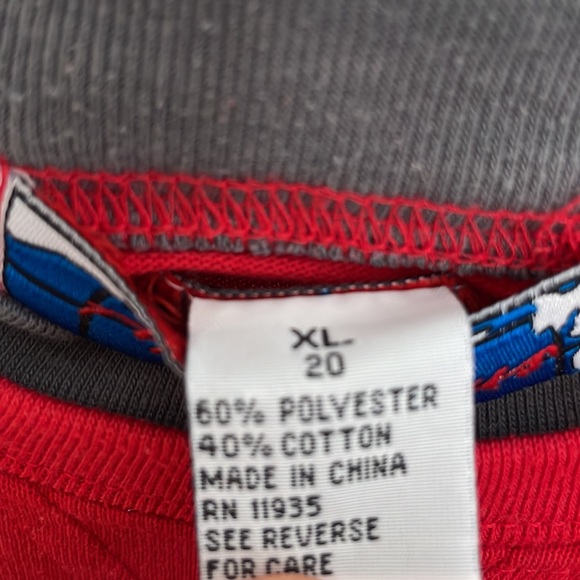 XL-
20
60% POLYESTER
40% COTTON
MADE IN CHINA
RN 11935
SEE REVERSE
FOR CARE